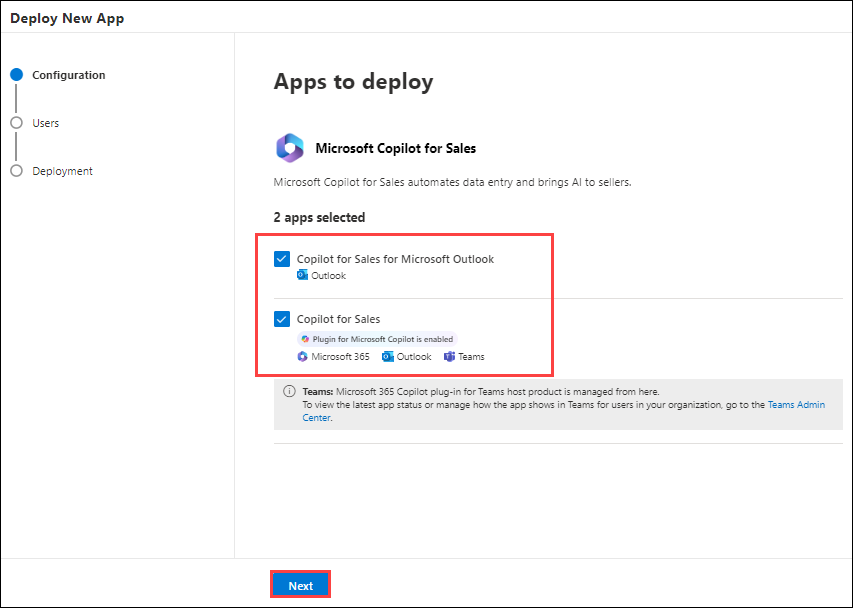 Deploy New App
Configuration
Users
Deployment
Apps to deploy
Microsoft Copilot for Sales
Microsoft Copilot for Sales automates data entry and brings AI to sellers.
2 apps selected
Copilot for Sales for Microsoft Outlook
Outlook
Copilot for Sales
Plugin for Microsoft Copilot is enabled
Microsoft 365 Outlook Teams
Teams: Microsoft 365 Copilot plug-in for Teams host product is managed from here.
To view the latest app status or manage how the app shows in Teams for users in your organization, go to the Teams Admin
Center.
Next